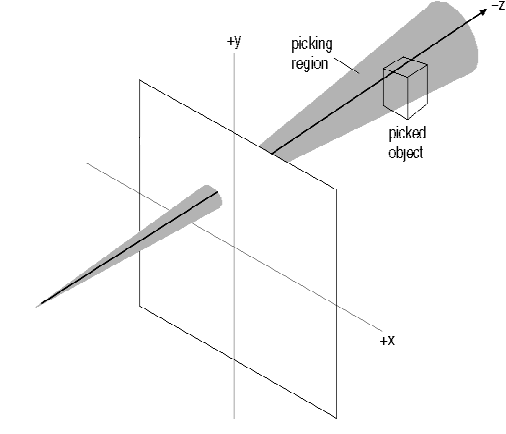 −z
+y
picking
region
picked
object
+x